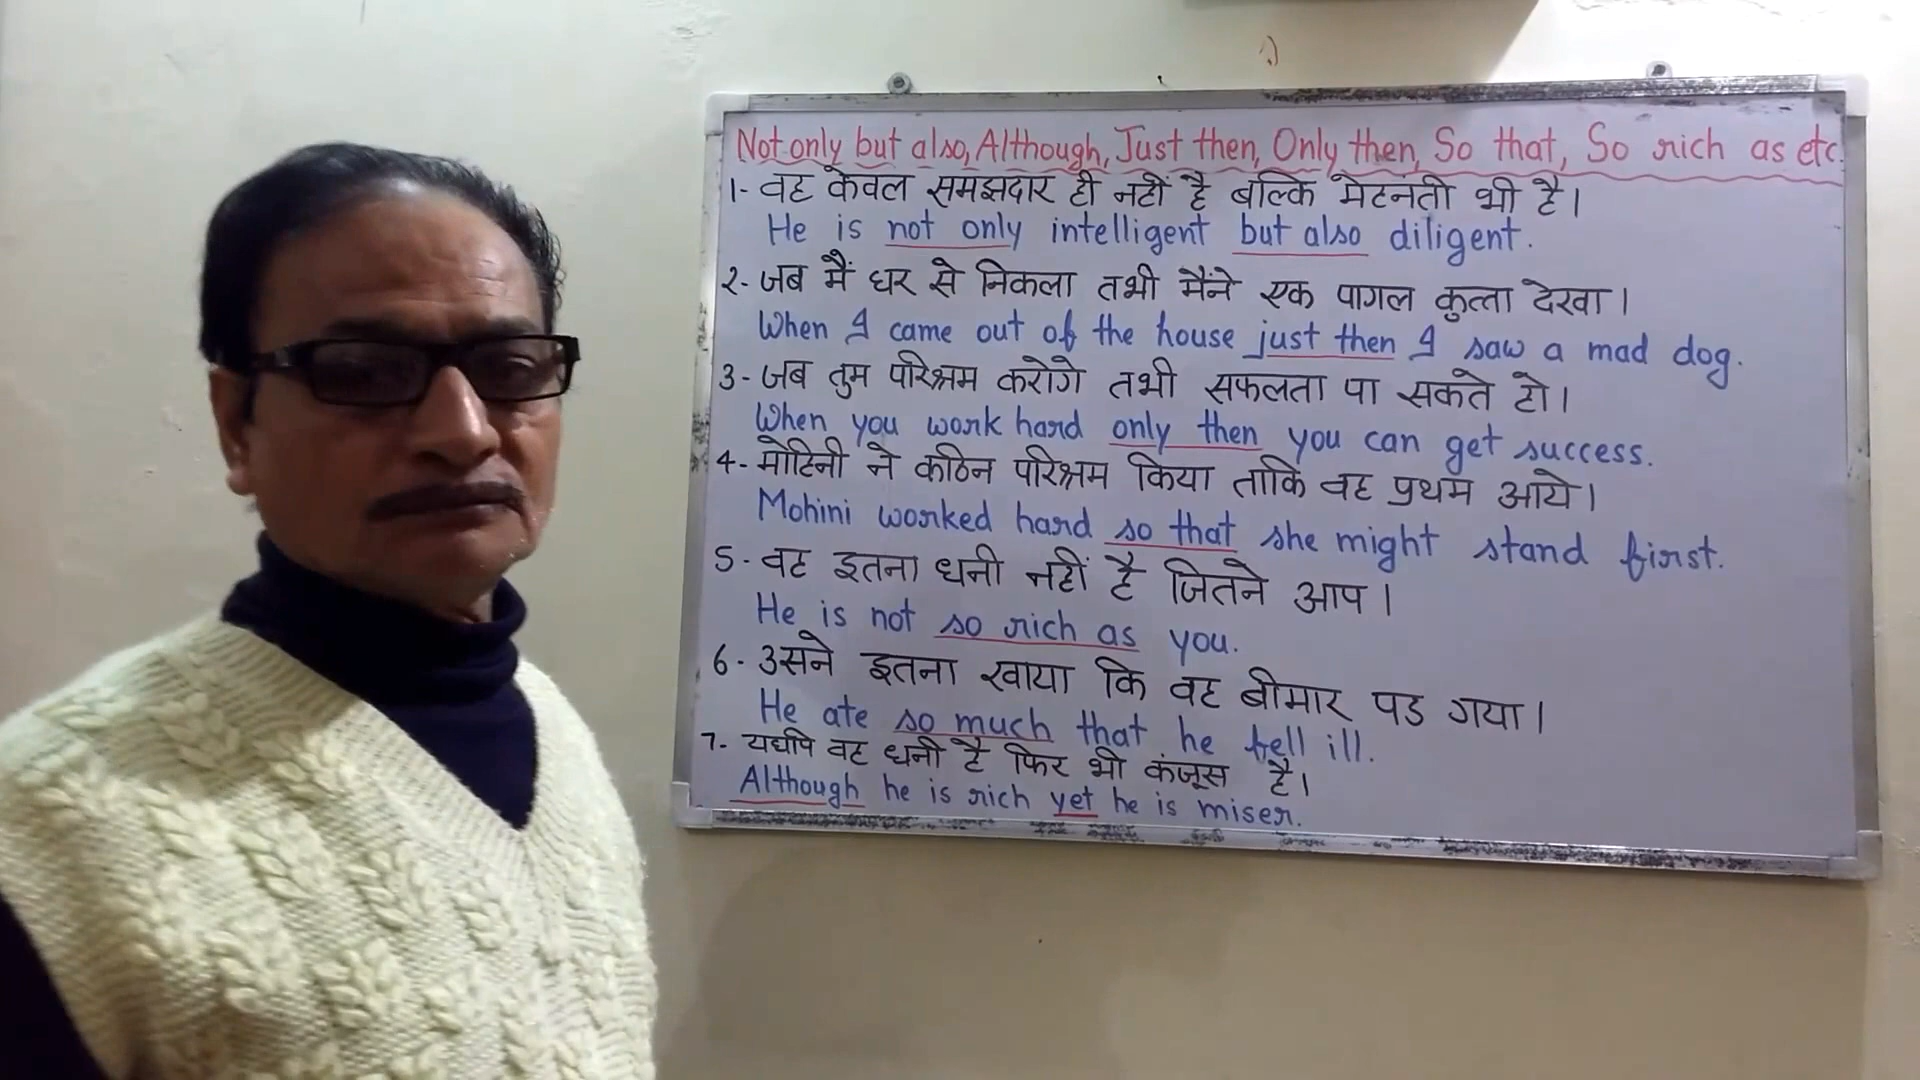 Not only but also, Although, Just then, Only then, So that, So rich as etc.
1- वह केवल समझदार ही नहीं है बल्कि मेहनती भी है।
He is not only intelligent but also diligent.
2- जब मैं घर से निकला तभी मैंने एक पागल कुत्ता देखा।
When I came out of the house just then I saw a mad dog.
3- जब तुम परिश्रम करोगे तभी सफलता पा सकते हो।
When you work hard only then you can get success.
4- मोहिनी ने कठिन परिश्रम किया ताकि वह प्रथम आये।
Mohini worked hard so that she might stand first.
5- वह इतना धनी नहीं है जितने आप।
He is not so rich as you.
6- उसने इतना खाया कि वह बीमार पड गया।
He ate so much that he fell ill.
7- यद्यपि वह धनी है फिर भी कंजूस है।
Although he is rich yet he is miser.